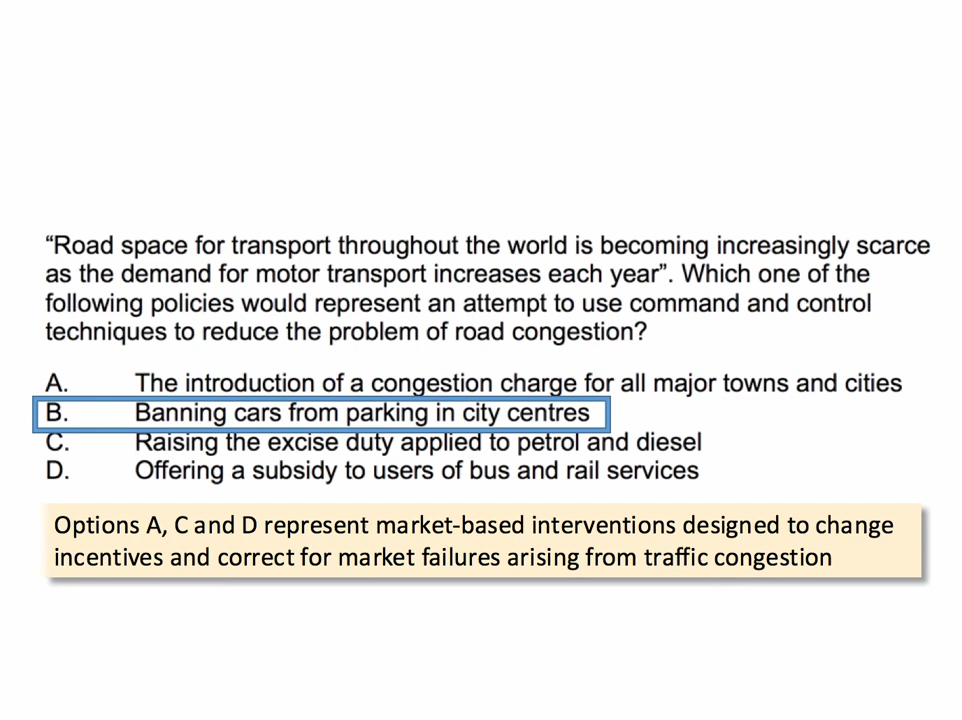 “Road space for transport throughout the world is becoming increasingly scarce
as the demand for motor transport increases each year”. Which one of the
following policies would represent an attempt to use command and control
techniques to reduce the problem of road congestion?
A. The introduction of a congestion charge for all major towns and cities
B. Banning cars from parking in city centres
C. Raising the excise duty applied to petrol and diesel
D. Offering a subsidy to users of bus and rail services
Options A, C and D represent market-based interventions designed to change
incentives and correct for market failures arising from traffic congestion